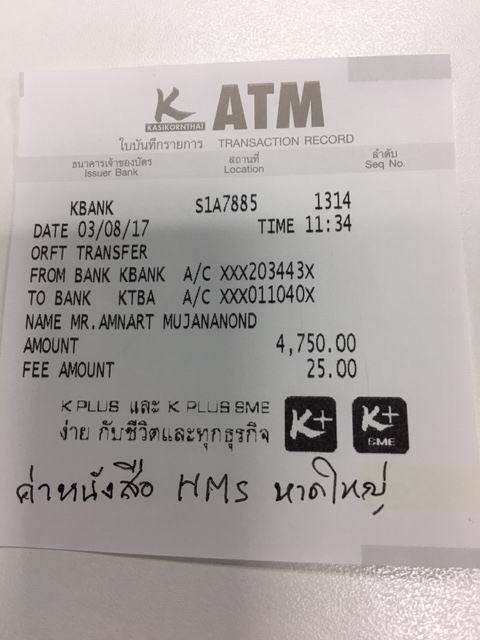 K ATM
KASIKORNTHAI
ใบบันทึกรายการ TRANSACTION RECORD
ธนาคารเจ้าของบัตร สถานที่ ลำดับ
Issuer Bank Location Seq No.
KBANK S1A7885 1314
DATE 03/08/17 TIME 11:34
ORFT TRANSFER
FROM BANK KBANK A/C XXX203443X
TO BANK KTBA A/C XXX011040X
NAME MR.AMNART MUJANANOND
AMOUNT 4,750.00
FEE AMOUNT 25.00
K PLUS และ K PLUS SME
ง่าย กับชีวิตและทุกธุรกิจ
K+ K+ SME
ค่าหนังสือ HMS หาดใหญ่